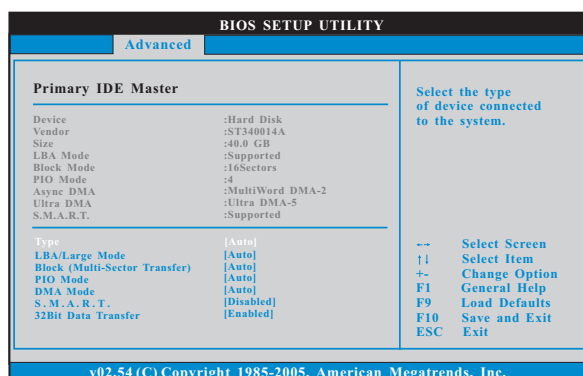 BIOS SETUP UTILITY
Advanced
Primary IDE Master
Device :Hard Disk
Vendor :ST340014A
Size :40.0 GB
LBA Mode :Supported
Block Mode :16Sectors
PIO Mode :4
Async DMA :MultiWord DMA-2
Ultra DMA :Ultra DMA-5
S.M.A.R.T. :Supported
Type [Auto]
LBA/Large Mode [Auto]
Block (Multi-Sector Transfer) [Auto]
PIO Mode [Auto]
DMA Mode [Auto]
S.M.A.R.T. [Disabled]
32Bit Data Transfer [Enabled]
Select the type
of device connected
to the system.
←→ Select Screen
↑↓ Select Item
+- Change Option
F1 General Help
F9 Load Defaults
F10 Save and Exit
ESC Exit
v02.54 (C) Copyright 1985-2005, American Megatrends, Inc.